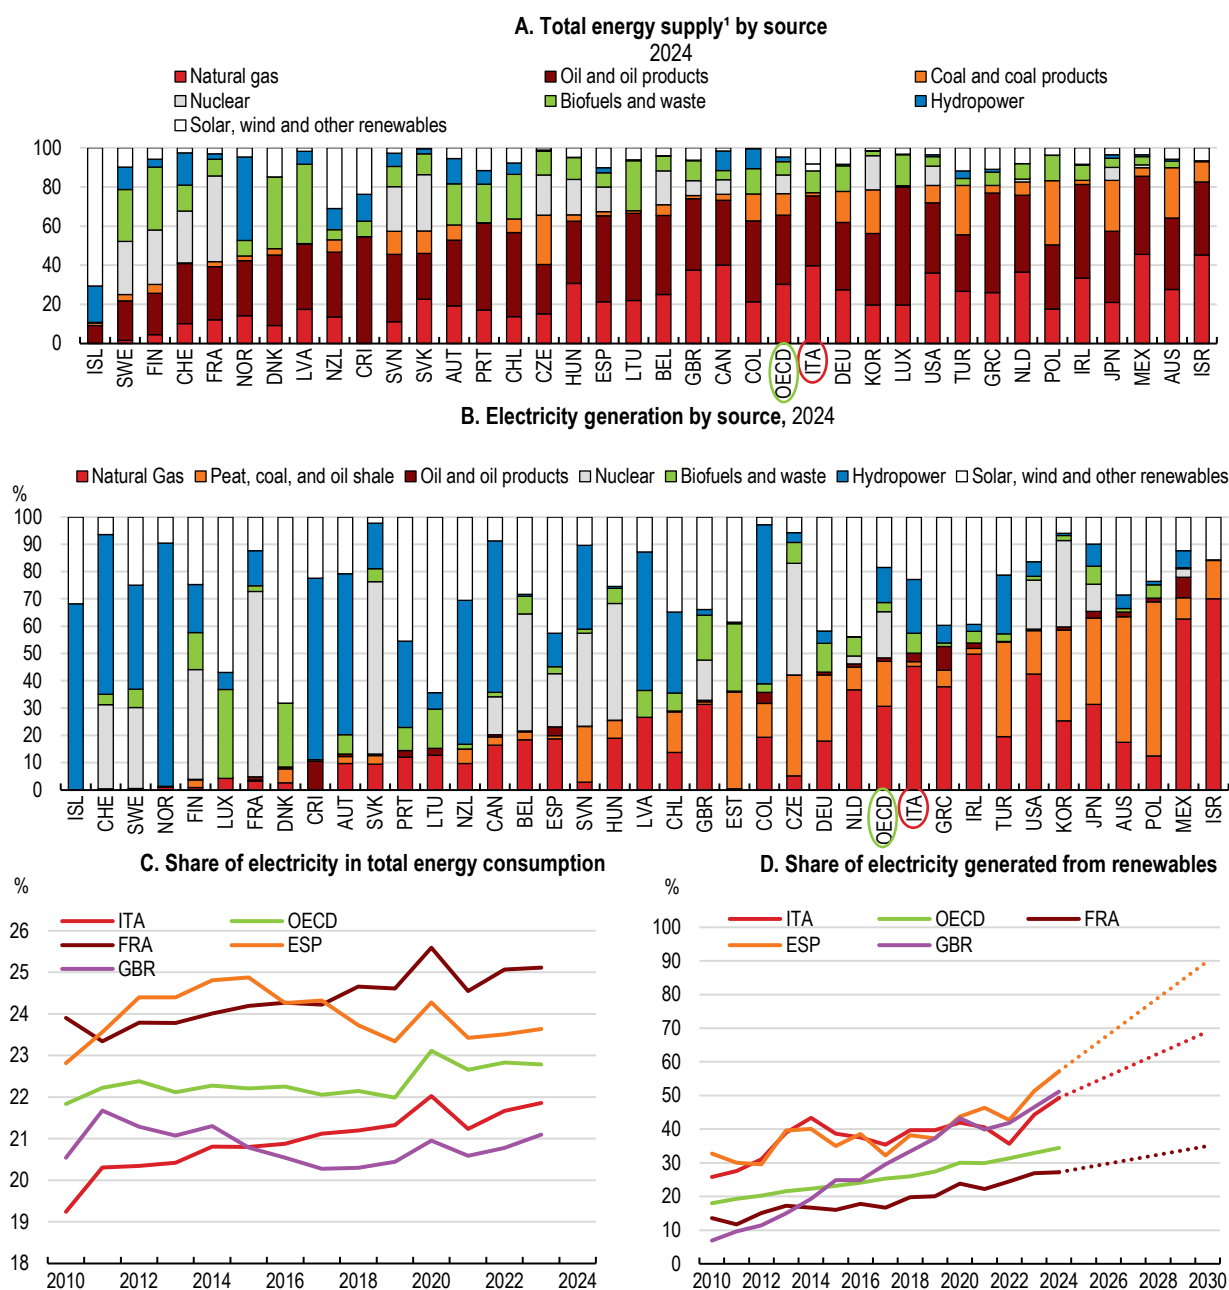 A. Total energy supply¹ by source
2024
Natural gas Oil and oil products Coal and coal products
Nuclear Biofuels and waste Hydropower
Solar, wind and other renewables
100
80
60
40
20
0
ISL SWE FIN CHE FRA NOR DNK LVA NZL CRI SVN SVK AUT PRT CHL CZE HUN ESP LTU BEL GBR CAN COL OECD ITA DEU KOR LUX USA TUR GRC NLD POL IRL JPN MEX AUS ISR
B. Electricity generation by source, 2024
Natural Gas Peat, coal, and oil shale Oil and oil products Nuclear Biofuels and waste Hydropower Solar, wind and other renewables
%
100
90
80
70
60
50
40
30
20
10
0
ISL CHE SWE NOR FIN LUX FRA DNK CRI AUT SVK PRT LTU NZL CAN BEL ESP SVN HUN LVA CHL GBR EST COL CZE DEU NLD OECD ITA GRC IRL TUR USA KOR JPN AUS POL MEX ISR
C. Share of electricity in total energy consumption
%
ITA OECD
FRA ESP
GBR
26
25
24
23
22
21
20
19
18
2010 2012 2014 2016 2018 2020 2022 2024
D. Share of electricity generated from renewables
%
ITA OECD FRA
ESP GBR
100
90
80
70
60
50
40
30
20
10
0
2010 2012 2014 2016 2018 2020 2022 2024 2026 2028 2030